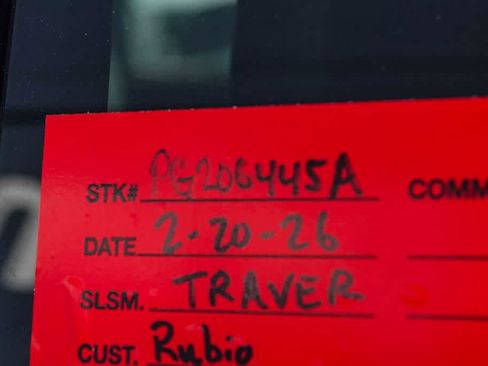 STK# PG206445A COMM
DATE 2-20-26
SLSM. TRAVER
CUST. Rubio